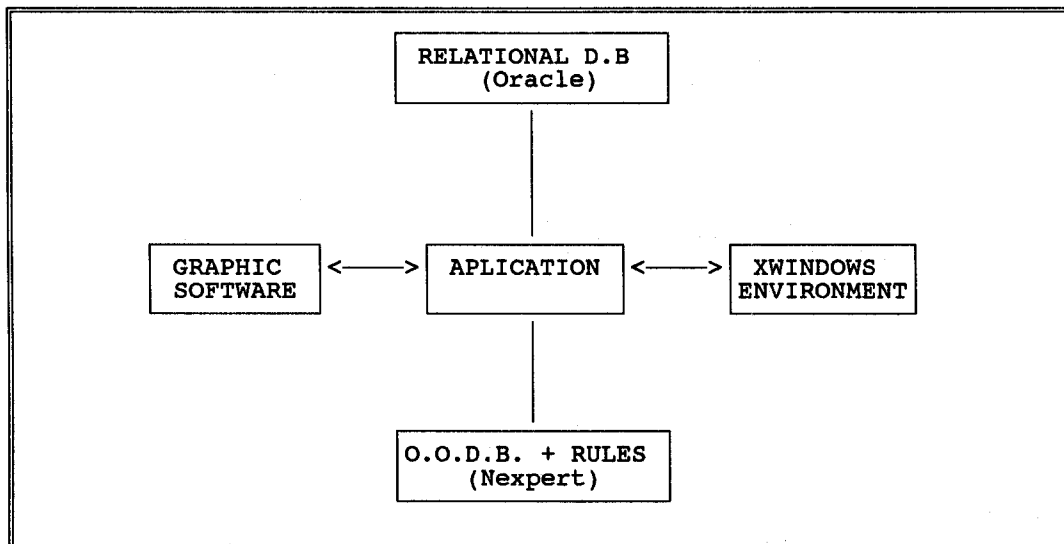 RELATIONAL D.B
(Oracle)
GRAPHIC
SOFTWARE
<——>
APLICATION
<——>
XWINDOWS
ENVIRONMENT
O.O.D.B. + RULES
(Nexpert)